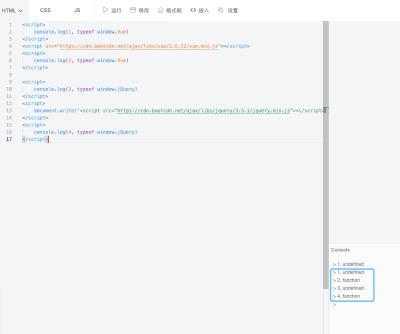 HTML CSS JS 运行 保存 格式刷 嵌入 设置
1 <script>
2 console.log(1, typeof window.Vue)
3 </script>
4 <script src="https://cdn.bootcdn.net/ajax/libs/vue/2.6.12/vue.min.js"></script>
5 <script>
6 console.log(2, typeof window.Vue)
7 </script>
8
9 <script>
10 console.log(3, typeof window.jQuery)
11 </script>
12 <script>
13 document.write('<script src="https://cdn.bootcdn.net/ajax/libs/jquery/3.5.1/jquery.min.js"><\/script>
14 </script>
15 <script>
16 console.log(4, typeof window.jQuery)
17 </script>
Console
> 1, undefined
> 1, undefined
> 2, function
> 3, undefined
> 4, function
>